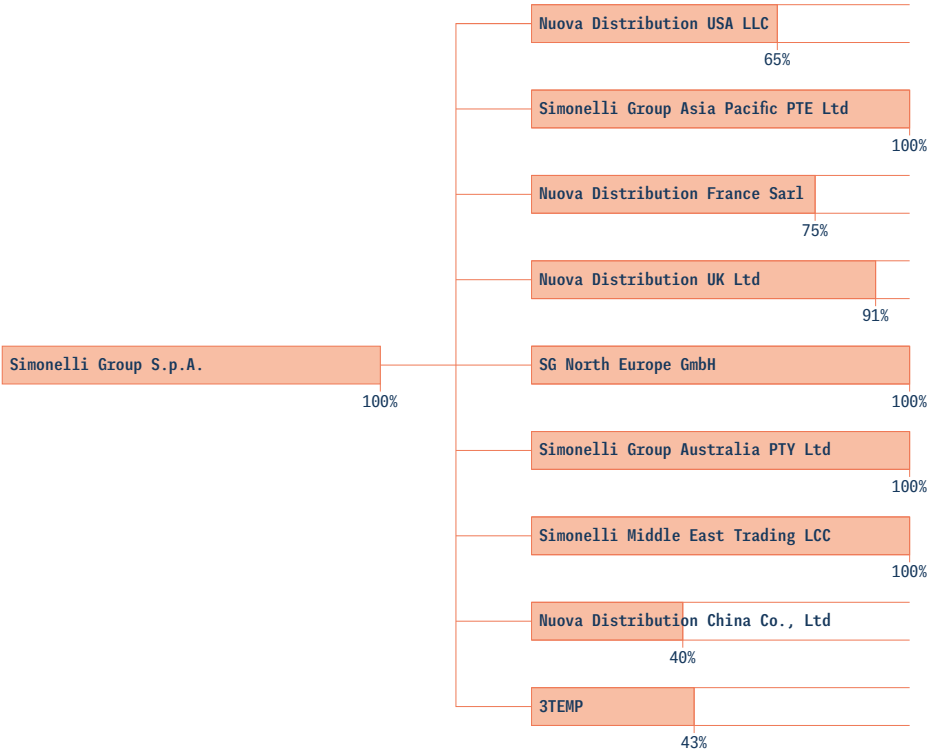 Nuova Distribution USA LLC
65%
Simonelli Group Asia Pacific PTE Ltd
100%
Nuova Distribution France Sarl
75%
Nuova Distribution UK Ltd
91%
Simonelli Group S.p.A.
100%
SG North Europe GmbH
100%
Simonelli Group Australia PTY Ltd
100%
Simonelli Middle East Trading LCC
100%
Nuova Distribution China Co., Ltd
40%
3TEMP
43%